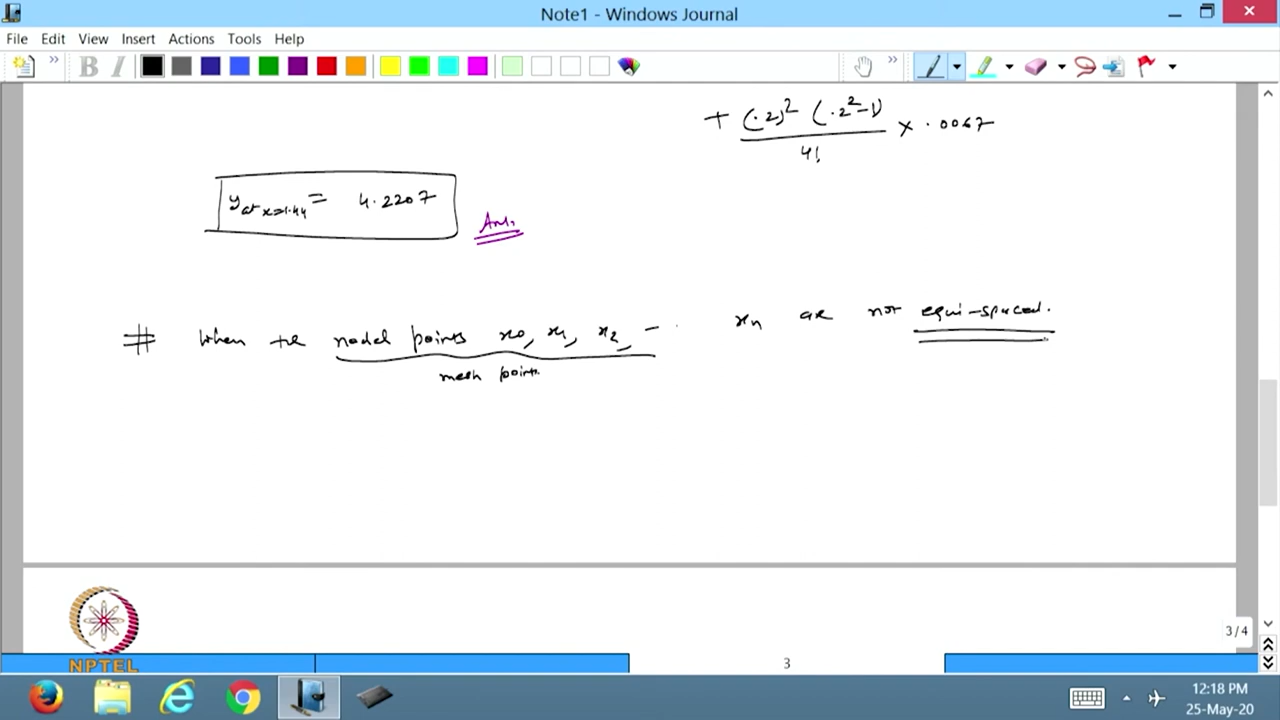 Note1 - Windows Journal
File Edit View Insert Actions Tools Help
+ (.2)² (.2²-1) / 4! × .0067
y at x=1.44 = 4.2207
Ans.
# When the nodal points x0, x1, x2, - - xn are not equi-spaced.
mesh points
3 / 4
NPTEL
3
12:18 PM
25-May-20